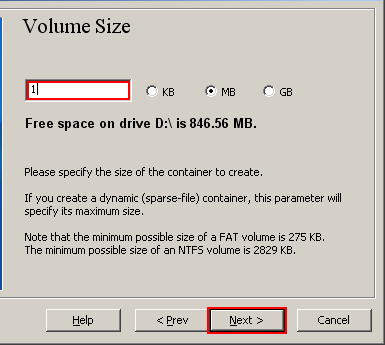 Volume Size
1
KB MB GB
Free space on drive D:\ is 846.56 MB.
Please specify the size of the container to create.
If you create a dynamic (sparse-file) container, this parameter will
specify its maximum size.
Note that the minimum possible size of a FAT volume is 275 KB.
The minimum possible size of an NTFS volume is 2829 KB.
Help < Prev Next > Cancel